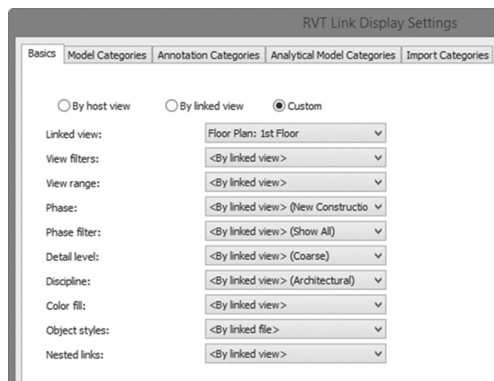 RVT Link Display Settings
Basics Model Categories Annotation Categories Analytical Model Categories Import Categories
By host view By linked view Custom
Linked view: Floor Plan: 1st Floor
View filters: <By linked view>
View range: <By linked view>
Phase: <By linked view> (New Constructio
Phase filter: <By linked view> (Show All)
Detail level: <By linked view> (Coarse)
Discipline: <By linked view> (Architectural)
Color fill: <By linked view>
Object styles: <By linked file>
Nested links: <By linked view>